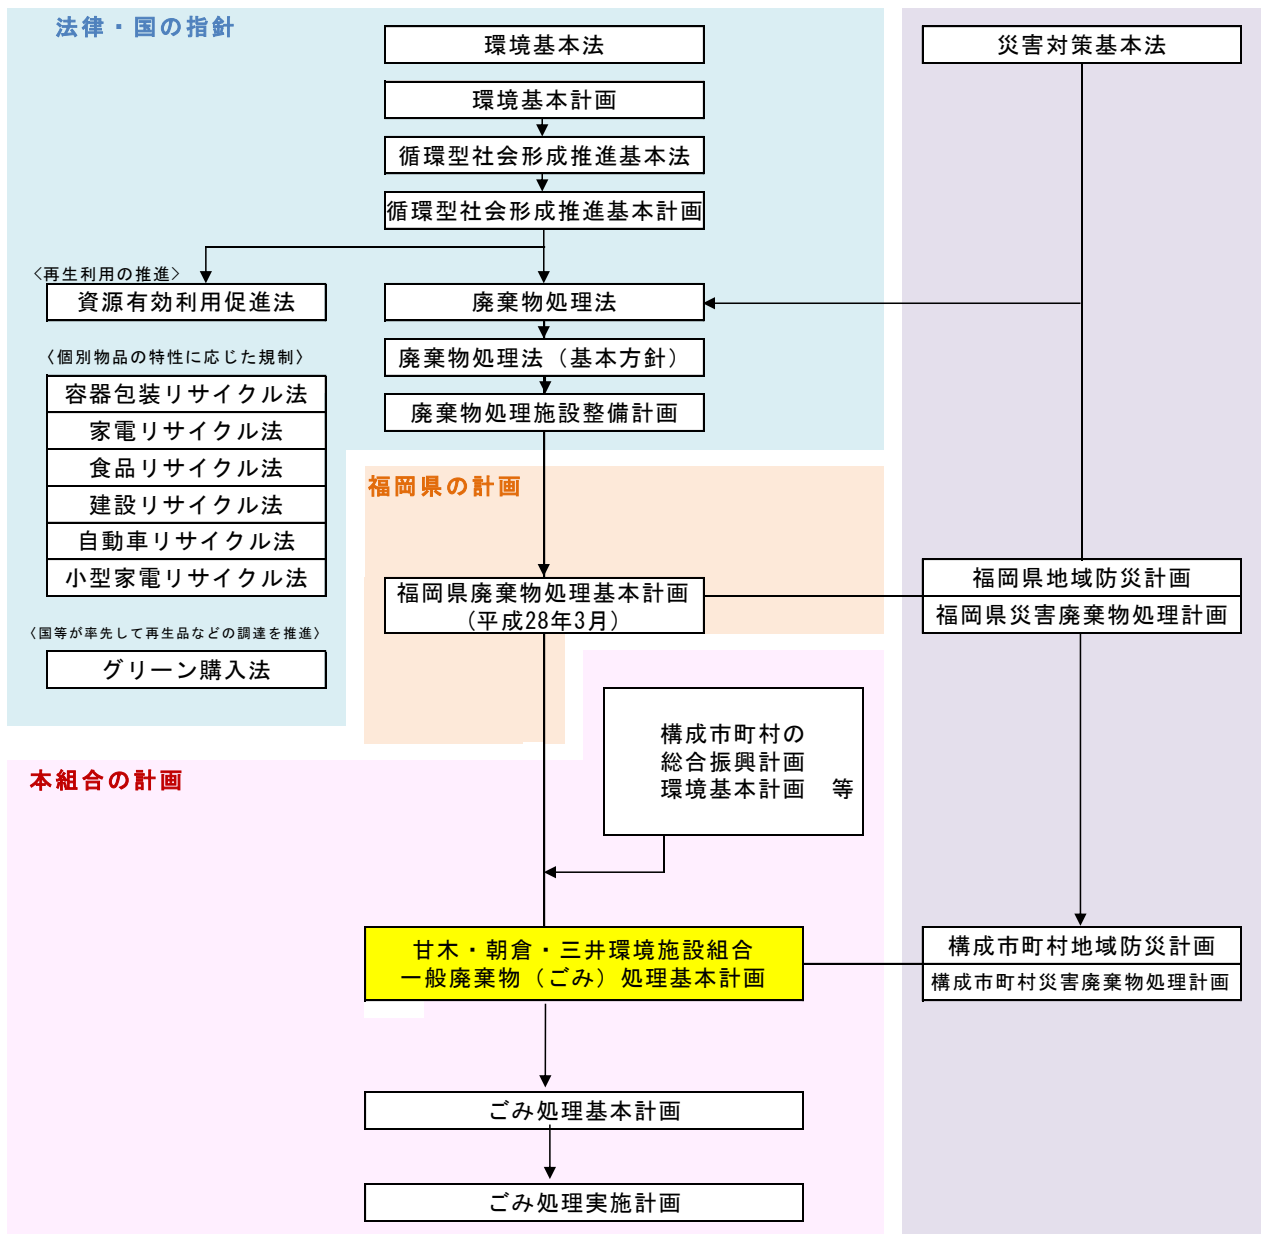 法律・国の指針
環境基本法
環境基本計画
循環型社会形成推進基本法
循環型社会形成推進基本計画
〈再生利用の推進〉
資源有効利用促進法
廃棄物処理法
廃棄物処理法（基本方針）
廃棄物処理施設整備計画
〈個別物品の特性に応じた規制〉
容器包装リサイクル法
家電リサイクル法
食品リサイクル法
建設リサイクル法
自動車リサイクル法
小型家電リサイクル法
〈国等が率先して再生品などの調達を推進〉
グリーン購入法
災害対策基本法
福岡県の計画
福岡県廃棄物処理基本計画
(平成28年3月)
福岡県地域防災計画
福岡県災害廃棄物処理計画
本組合の計画
構成市町村の
総合振興計画
環境基本計画　等
甘木・朝倉・三井環境施設組合
一般廃棄物（ごみ）処理基本計画
構成市町村地域防災計画
構成市町村災害廃棄物処理計画
ごみ処理基本計画
ごみ処理実施計画